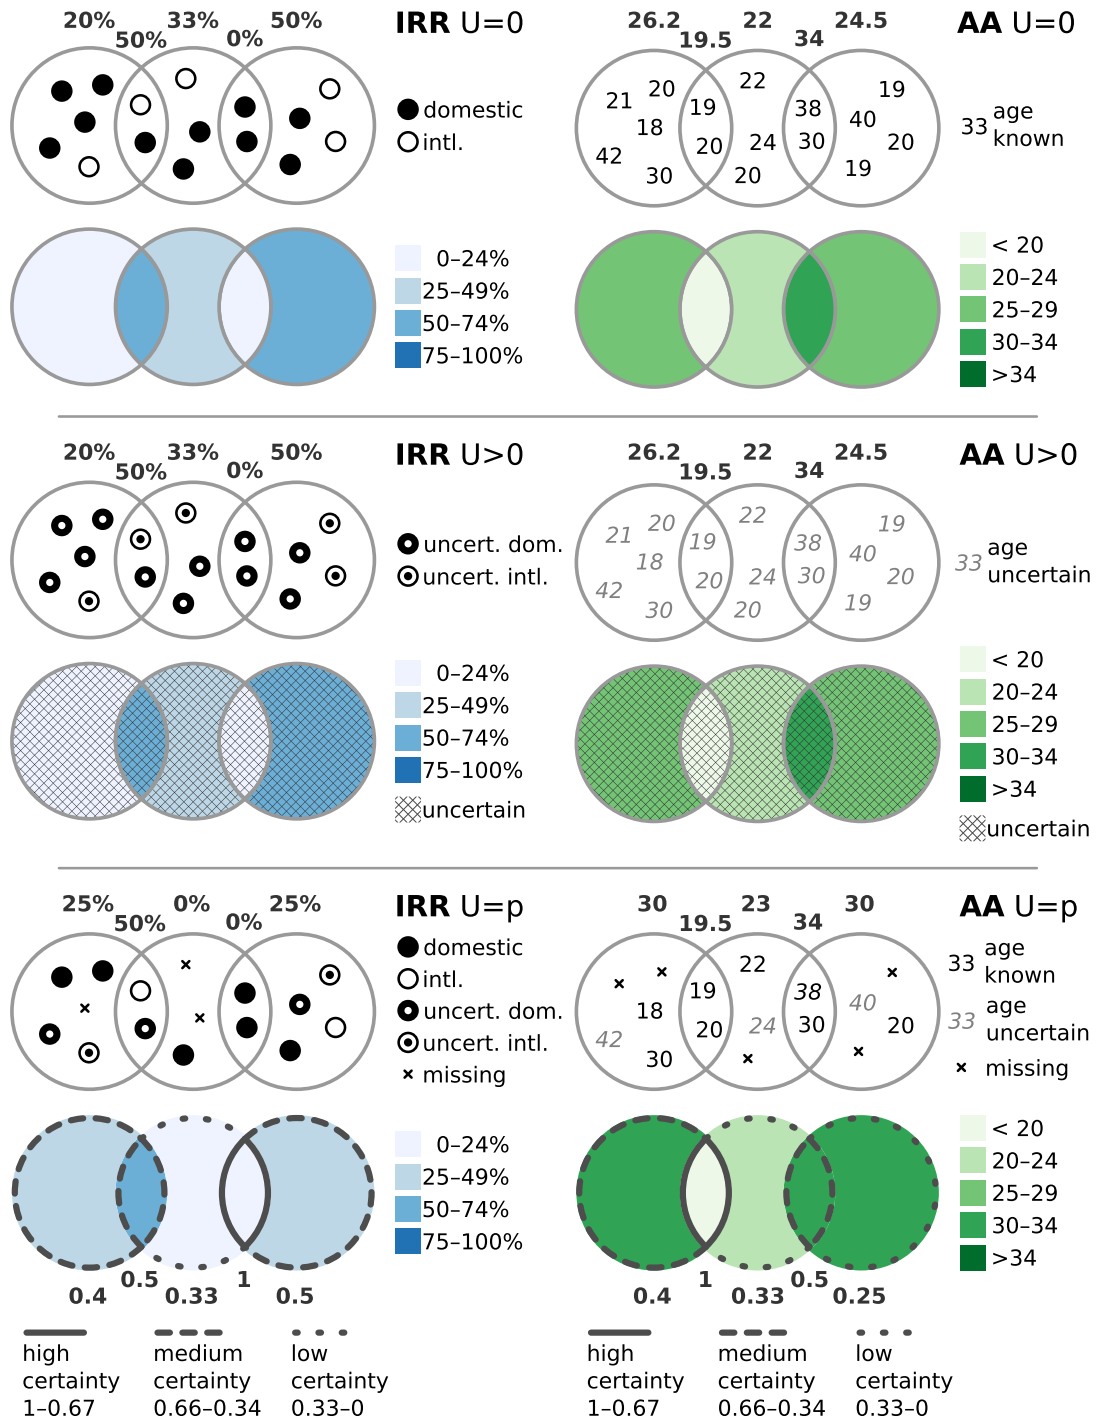 20% 33% 50%
50% 0%
IRR U=0
domestic
intl.
0–24%
25–49%
50–74%
75–100%
26.2 22 24.5
19.5 34
AA U=0
21 20 18 42 30
19 20
22 24 20
38 30
19 40 20 19
33 age
known
< 20
20–24
25–29
30–34
>34
20% 33% 50%
50% 0%
IRR U>0
uncert. dom.
uncert. intl.
0–24%
25–49%
50–74%
75–100%
uncertain
26.2 22 24.5
19.5 34
AA U>0
21 20 18 42 30
19 20
22 24 20
38 30
19 40 20 19
33 age
uncertain
< 20
20–24
25–29
30–34
>34
uncertain
25% 0% 25%
50% 0%
IRR U=p
domestic
intl.
uncert. dom.
uncert. intl.
missing
0–24%
25–49%
50–74%
75–100%
0.5 1
0.4 0.33 0.5
high
certainty
1–0.67
medium
certainty
0.66–0.34
low
certainty
0.33–0
30 23 30
19.5 34
AA U=p
18 42 30
19 20
22 24
38 30
40 20
33 age
known
33 age
uncertain
missing
< 20
20–24
25–29
30–34
>34
1 0.5
0.4 0.33 0.25
high
certainty
1–0.67
medium
certainty
0.66–0.34
low
certainty
0.33–0